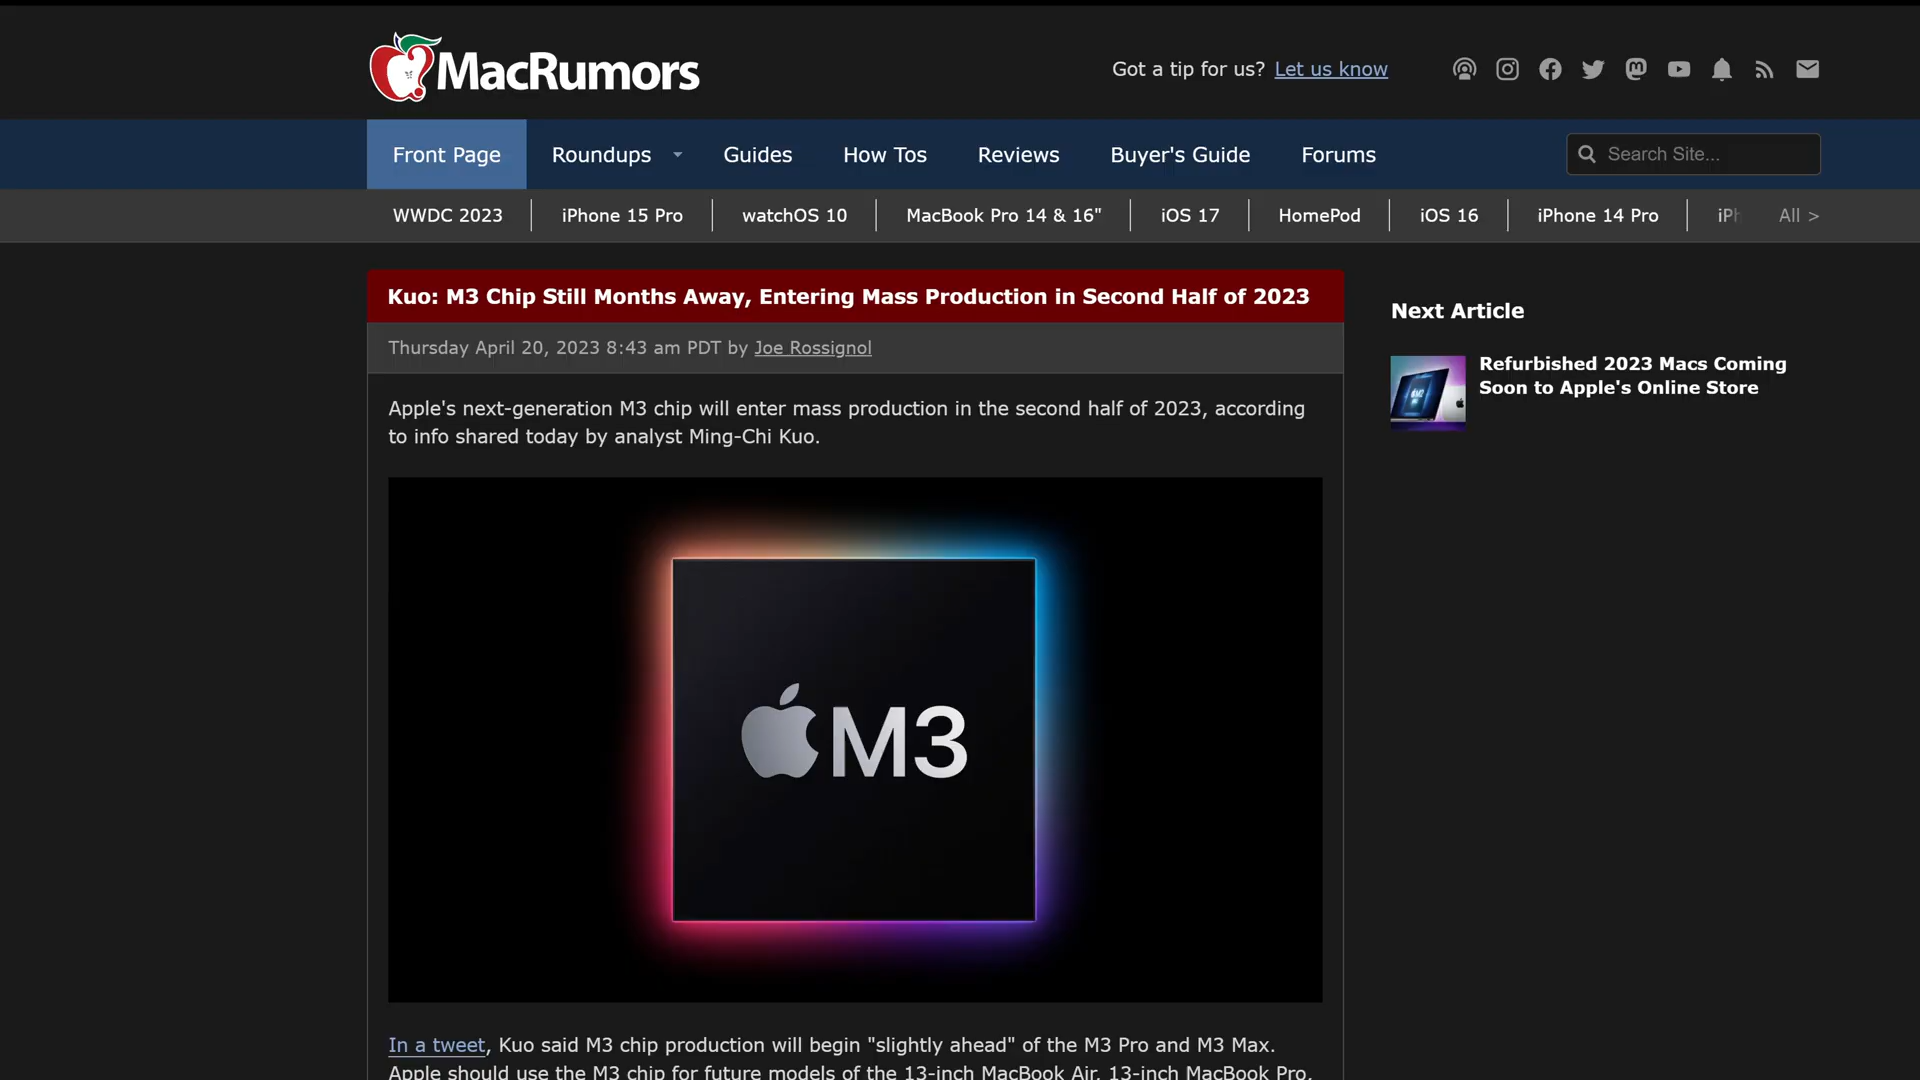 MacRumors
Got a tip for us? Let us know
Front Page Roundups Guides How Tos Reviews Buyer's Guide Forums Search Site...
WWDC 2023 iPhone 15 Pro watchOS 10 MacBook Pro 14 & 16" iOS 17 HomePod iOS 16 iPhone 14 Pro iPh All >
Kuo: M3 Chip Still Months Away, Entering Mass Production in Second Half of 2023
Thursday April 20, 2023 8:43 am PDT by Joe Rossignol
Apple's next-generation M3 chip will enter mass production in the second half of 2023, according
to info shared today by analyst Ming-Chi Kuo.
M3
In a tweet, Kuo said M3 chip production will begin "slightly ahead" of the M3 Pro and M3 Max.
Apple should use the M3 chip for future models of the 13-inch MacBook Air, 13-inch MacBook Pro,
Next Article
Refurbished 2023 Macs Coming
Soon to Apple's Online Store